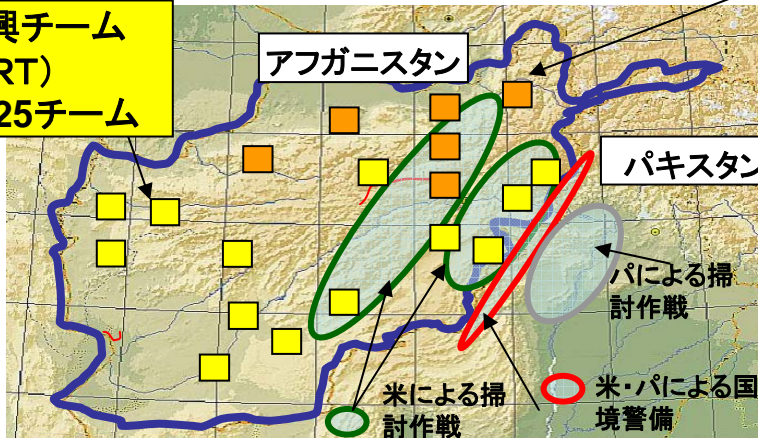 興チーム
RT）
25チーム
アフガニスタン
パキスタン
パによる掃
討作戦
米による掃
討作戦
米・パによる国
境警備